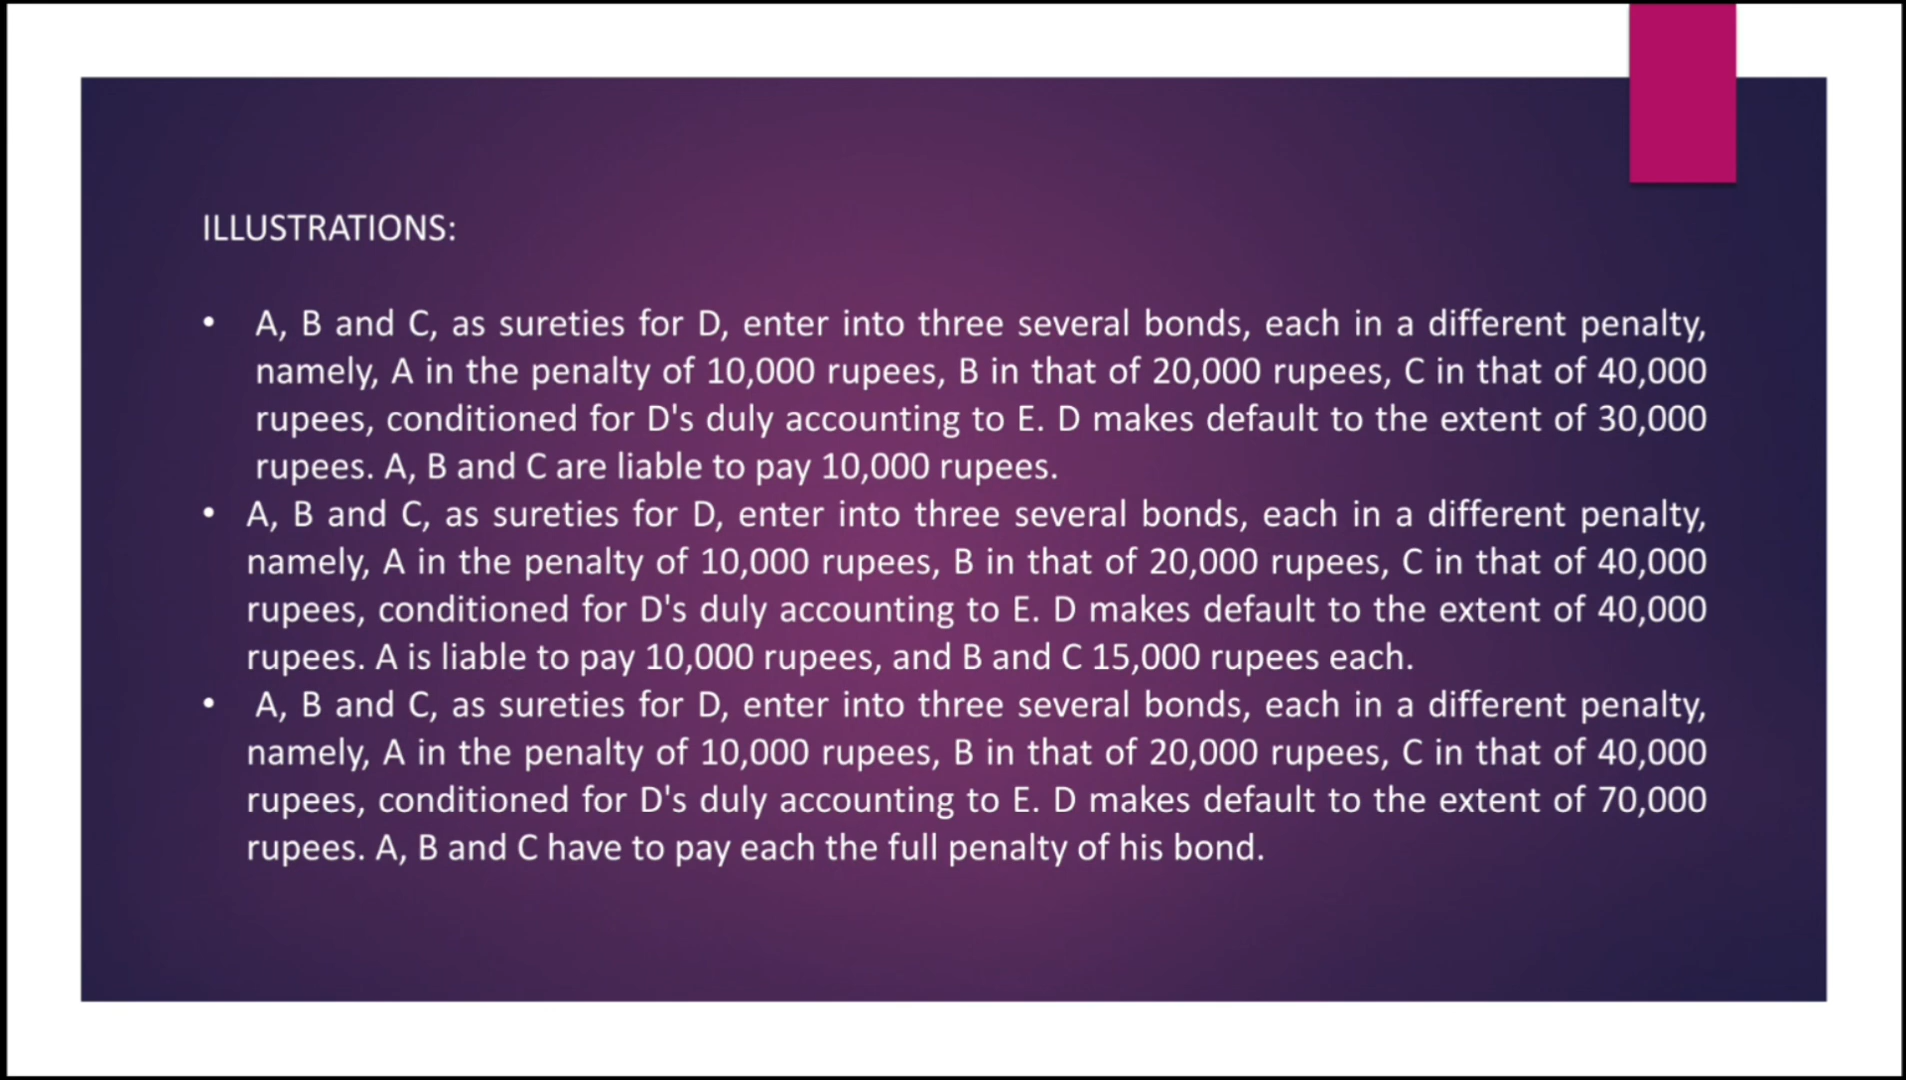 ILLUSTRATIONS:
• A, B and C, as sureties for D, enter into three several bonds, each in a different penalty,
namely, A in the penalty of 10,000 rupees, B in that of 20,000 rupees, C in that of 40,000
rupees, conditioned for D's duly accounting to E. D makes default to the extent of 30,000
rupees. A, B and C are liable to pay 10,000 rupees.
• A, B and C, as sureties for D, enter into three several bonds, each in a different penalty,
namely, A in the penalty of 10,000 rupees, B in that of 20,000 rupees, C in that of 40,000
rupees, conditioned for D's duly accounting to E. D makes default to the extent of 40,000
rupees. A is liable to pay 10,000 rupees, and B and C 15,000 rupees each.
• A, B and C, as sureties for D, enter into three several bonds, each in a different penalty,
namely, A in the penalty of 10,000 rupees, B in that of 20,000 rupees, C in that of 40,000
rupees, conditioned for D's duly accounting to E. D makes default to the extent of 70,000
rupees. A, B and C have to pay each the full penalty of his bond.